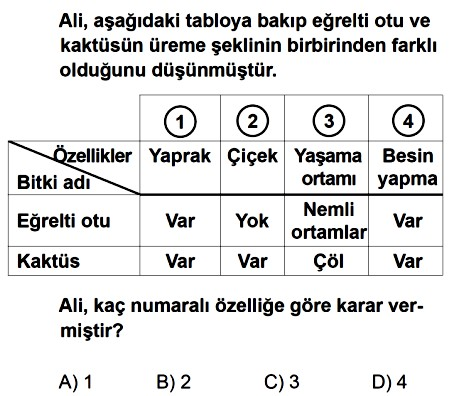 Ali, aşağıdaki tabloya bakıp eğrelti otu ve
kaktüsün üreme şeklinin birbirinden farklı
olduğunu düşünmüştür.
1 2 3 4
Özellikler Yaprak Çiçek Yaşama Besin
Bitki adı ortamı yapma
Eğrelti otu Var Yok Nemli ortamlar Var
Kaktüs Var Var Çöl Var
Ali, kaç numaralı özelliğe göre karar ver-
miştir?
A) 1 B) 2 C) 3 D) 4